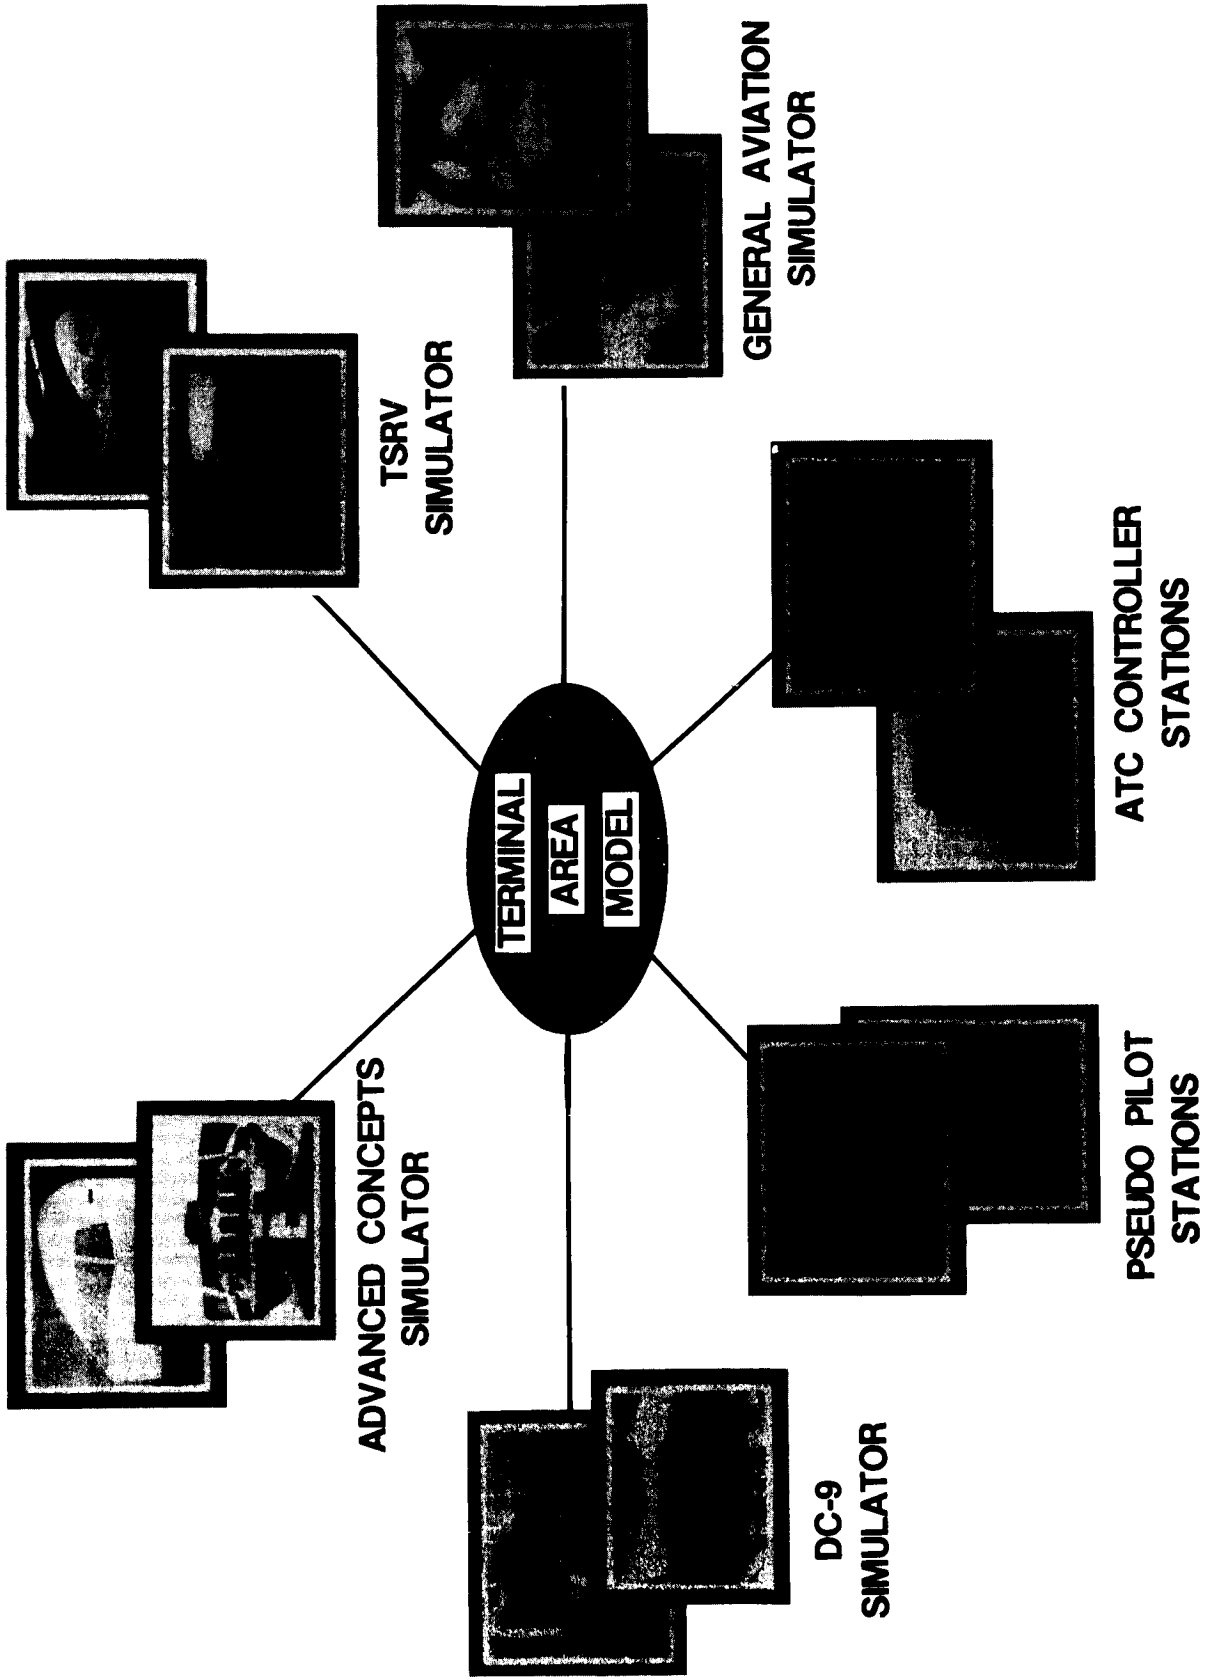 ADVANCED CONCEPTS
SIMULATOR
TSRV
SIMULATOR
DC-9
SIMULATOR
TERMINAL
AREA
MODEL
GENERAL AVIATION
SIMULATOR
PSEUDO PILOT
STATIONS
ATC CONTROLLER
STATIONS